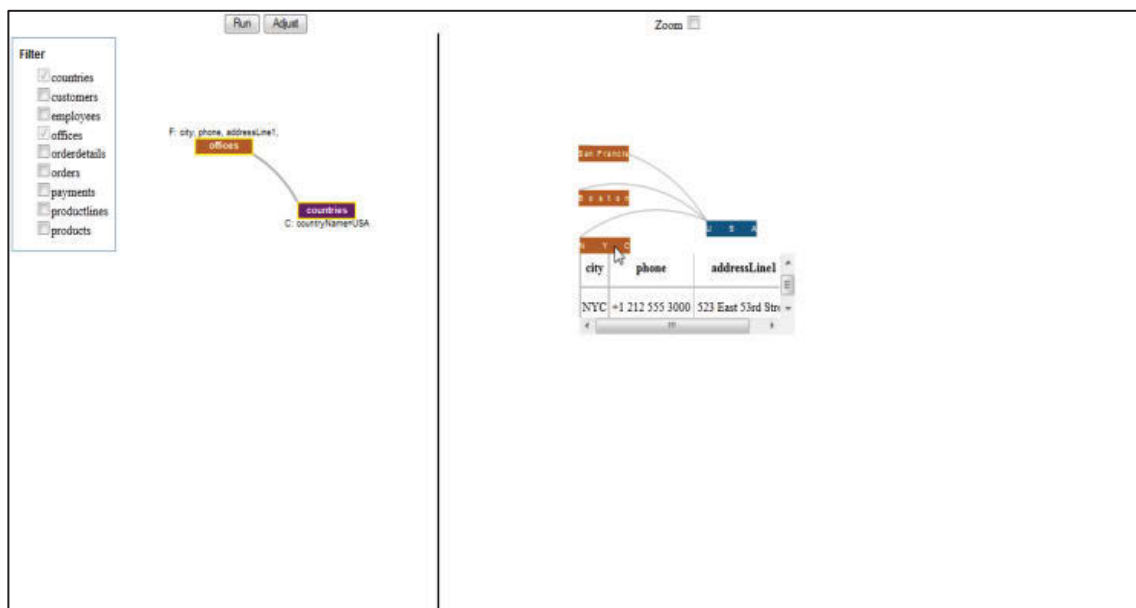 Run Adjust
Zoom
Filter
countries
customers
employees
offices
orderdetails
orders
payments
productlines
products
F: city, phone, addressLine1,
offices
countries
C: countryName=USA
San Francis
Boston
USA
NYC
city phone addressLine1
NYC +1 212 555 3000 523 East 53rd Stre